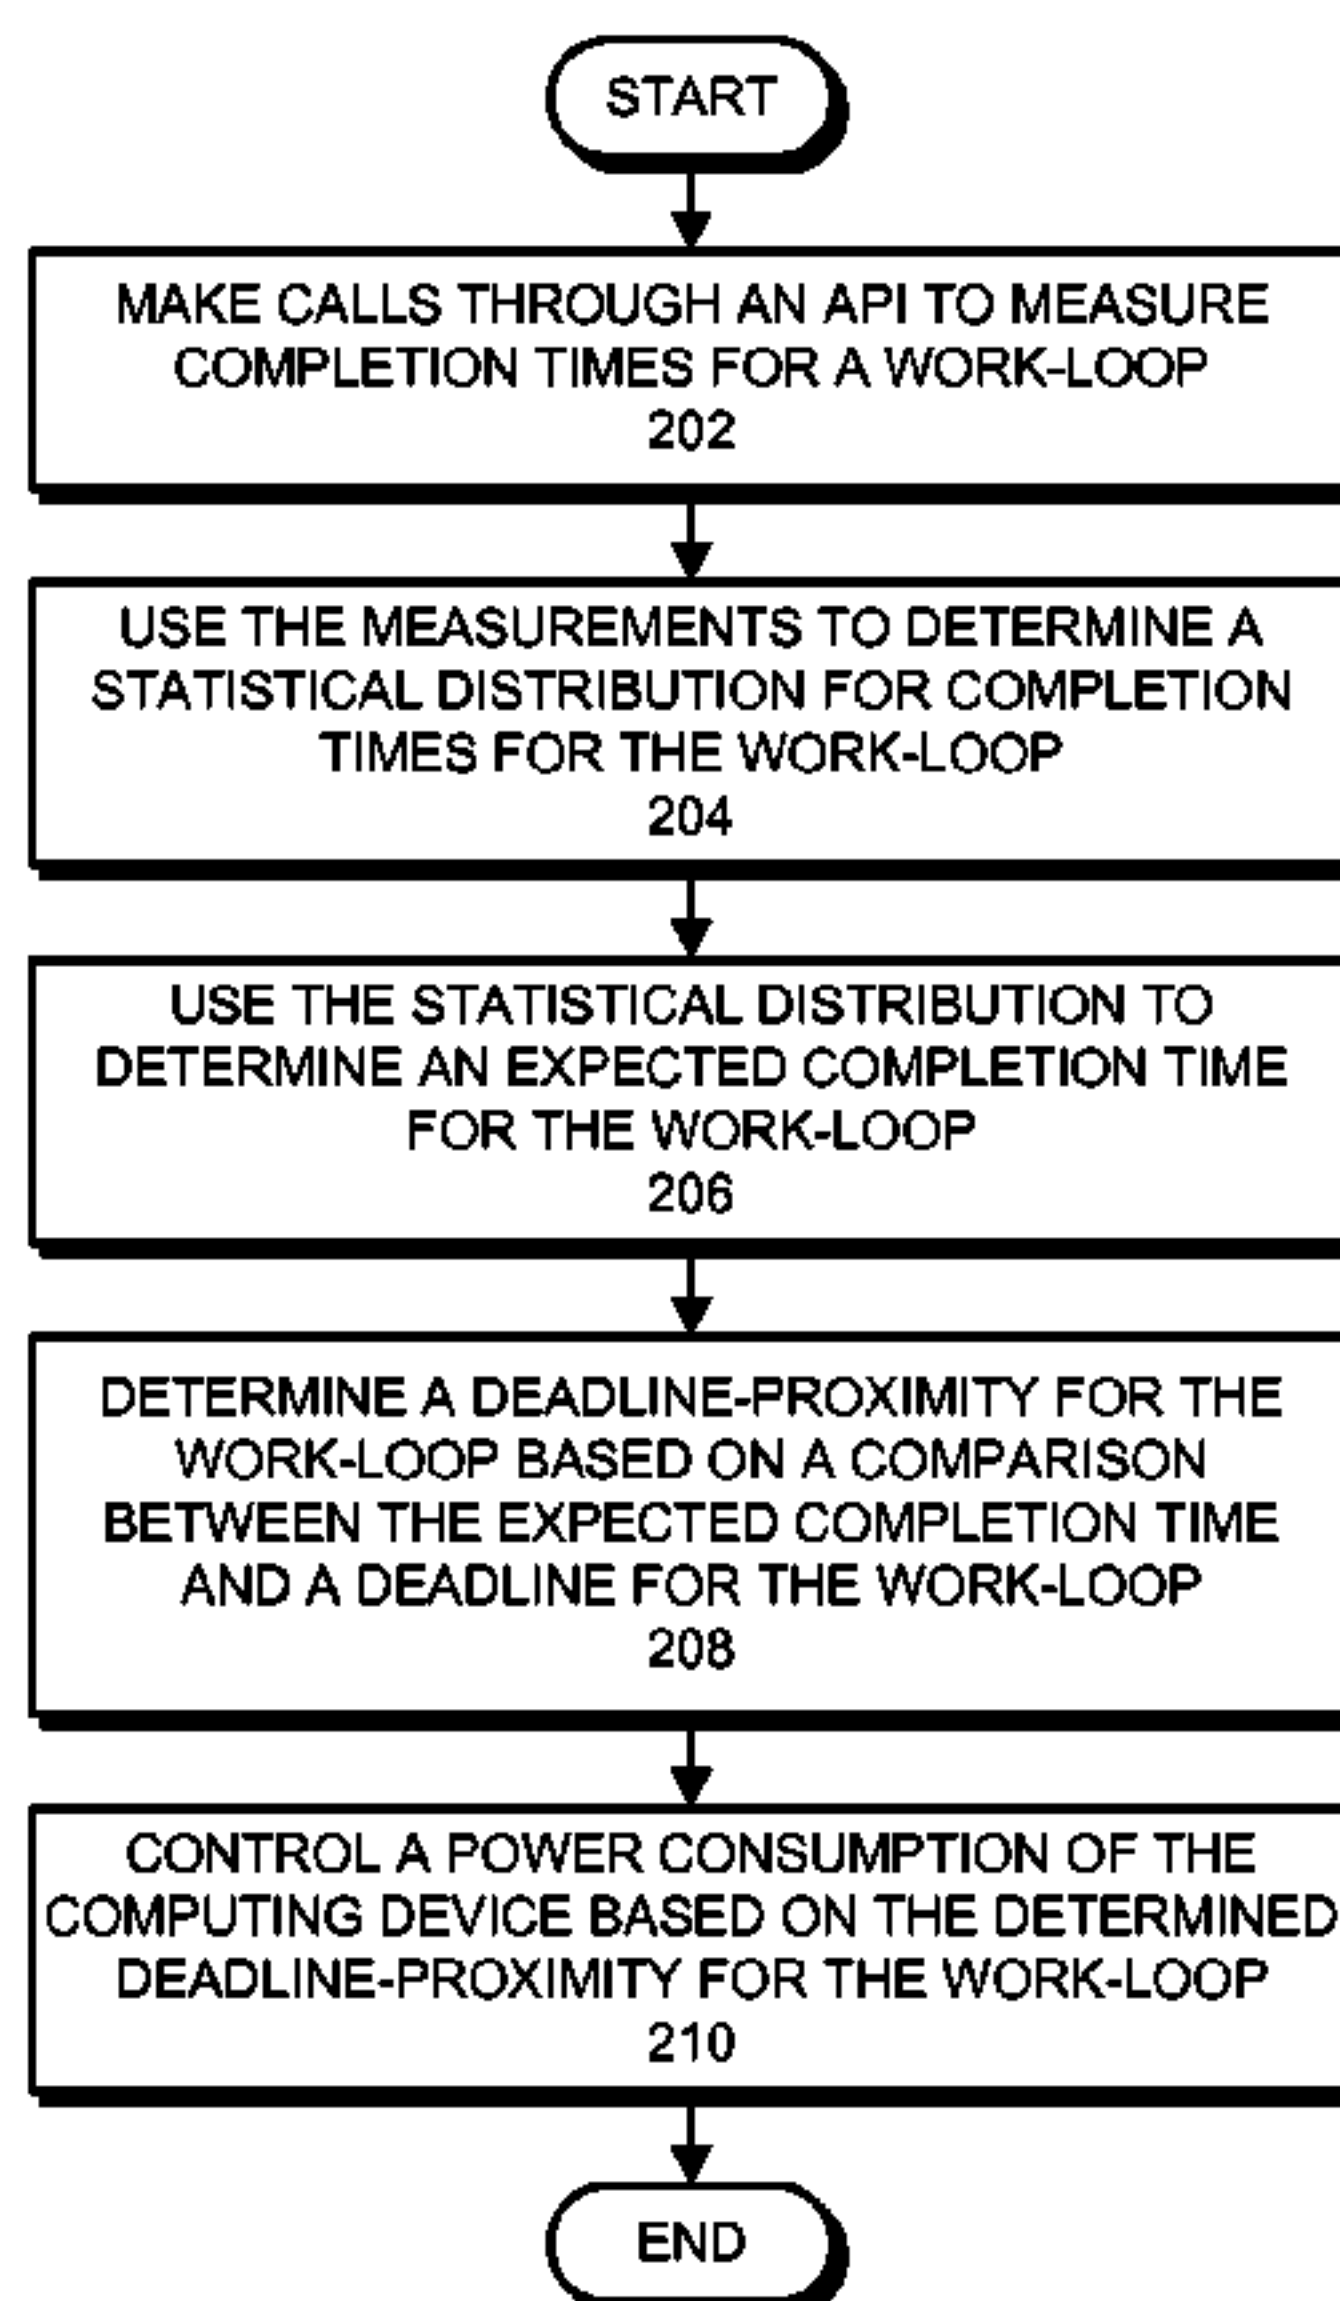 START
MAKE CALLS THROUGH AN API TO MEASURE
COMPLETION TIMES FOR A WORK-LOOP
202
USE THE MEASUREMENTS TO DETERMINE A
STATISTICAL DISTRIBUTION FOR COMPLETION
TIMES FOR THE WORK-LOOP
204
USE THE STATISTICAL DISTRIBUTION TO
DETERMINE AN EXPECTED COMPLETION TIME
FOR THE WORK-LOOP
206
DETERMINE A DEADLINE-PROXIMITY FOR THE
WORK-LOOP BASED ON A COMPARISON
BETWEEN THE EXPECTED COMPLETION TIME
AND A DEADLINE FOR THE WORK-LOOP
208
CONTROL A POWER CONSUMPTION OF THE
COMPUTING DEVICE BASED ON THE DETERMINED
DEADLINE-PROXIMITY FOR THE WORK-LOOP
210
END